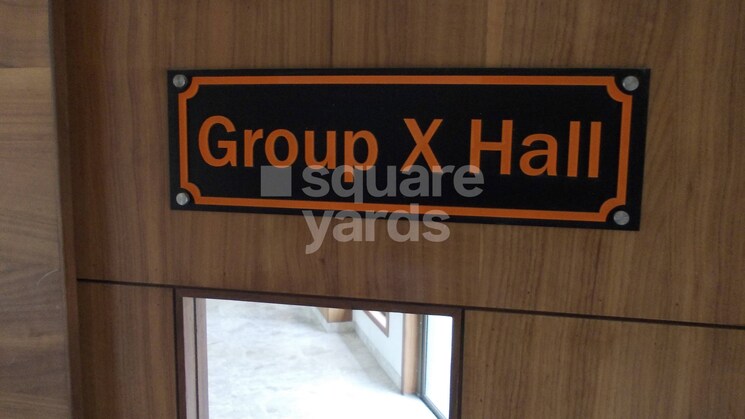 Group X Hall
square
yards